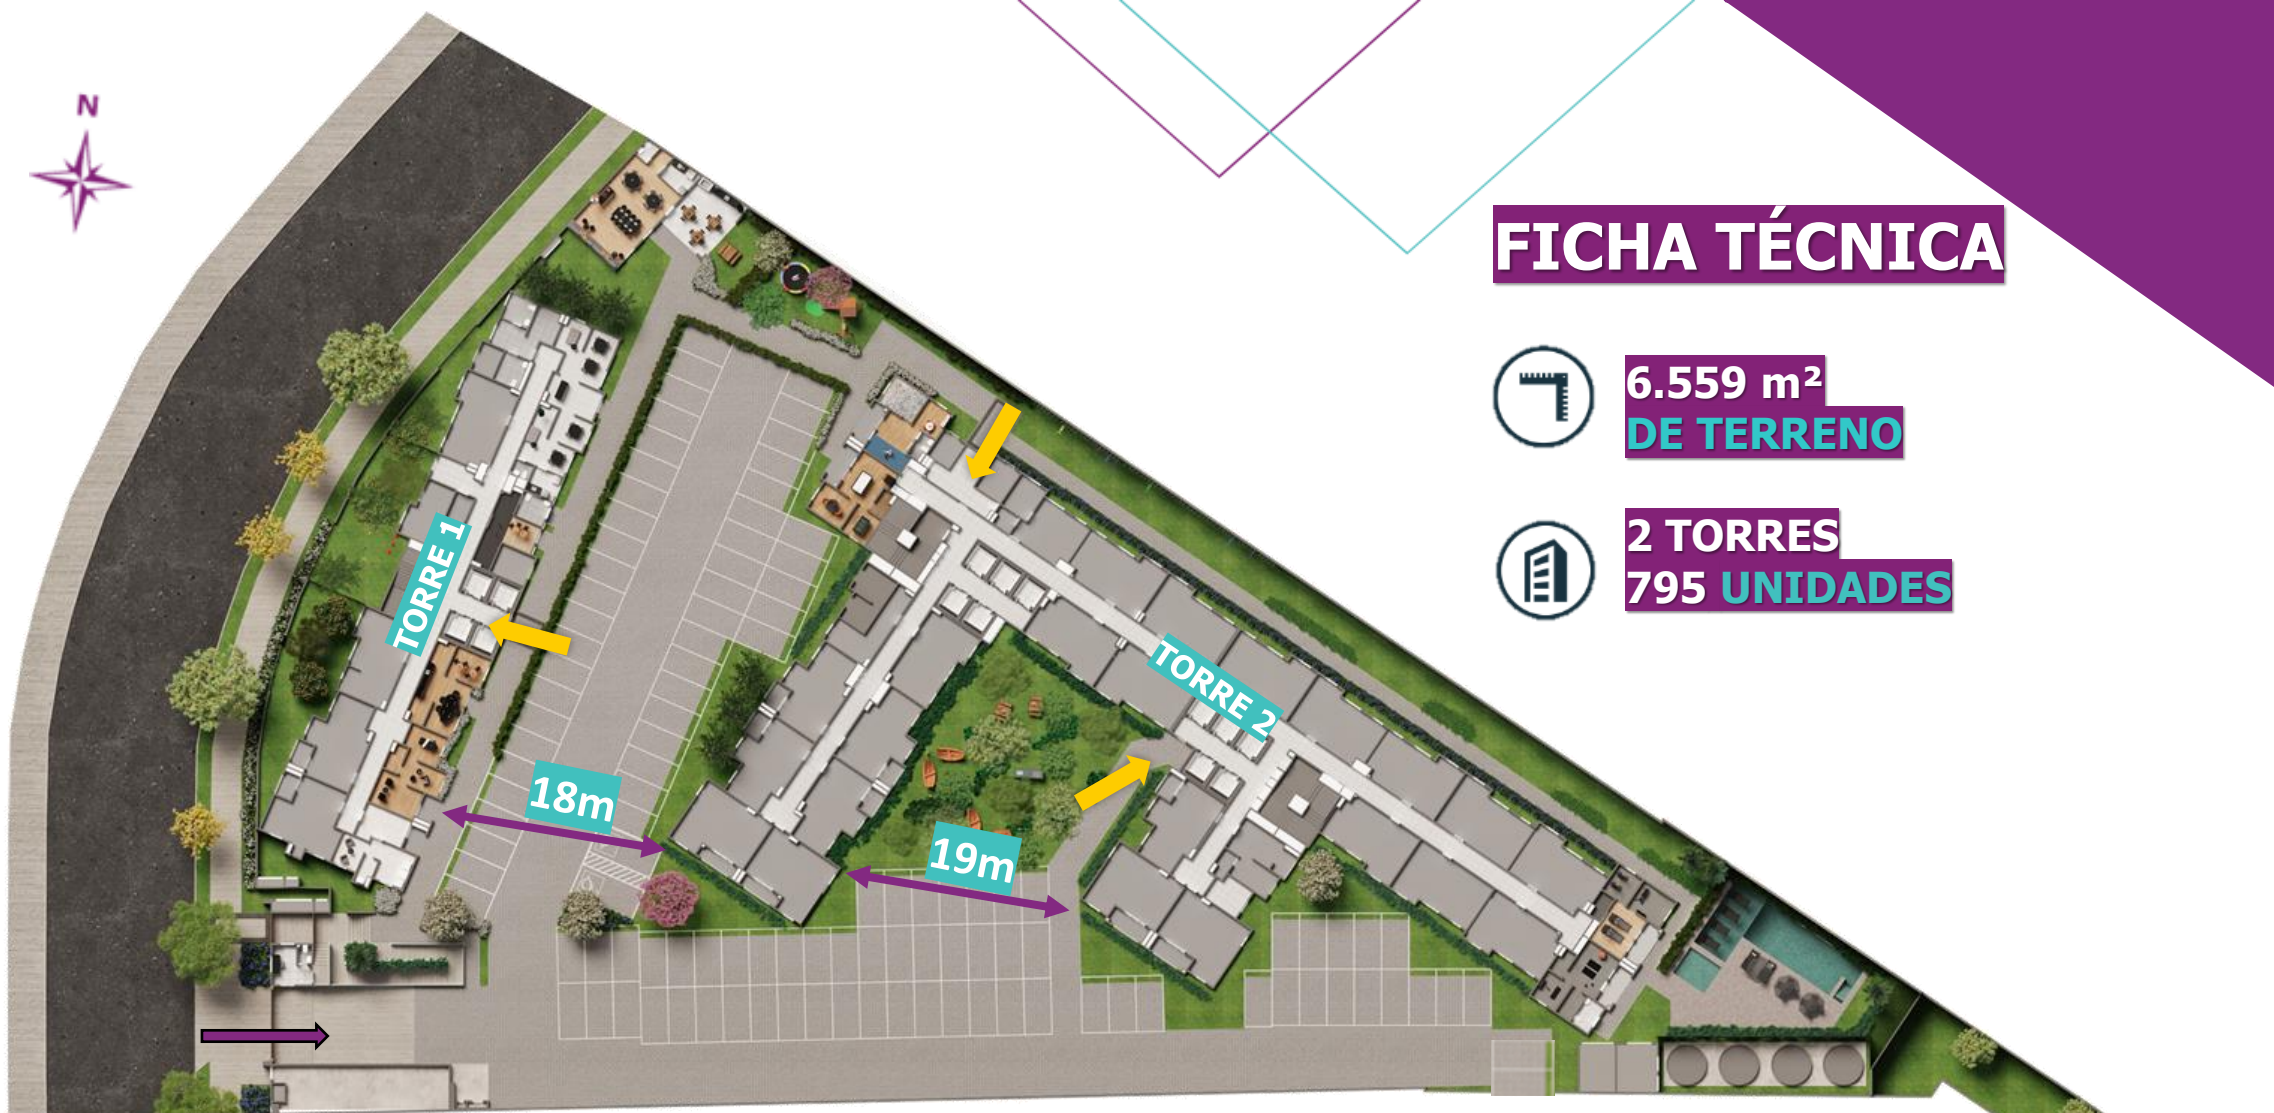 N
FICHA TÉCNICA
6.559 m²
DE TERRENO
2 TORRES
795 UNIDADES
TORRE 1
TORRE 2
18m
19m